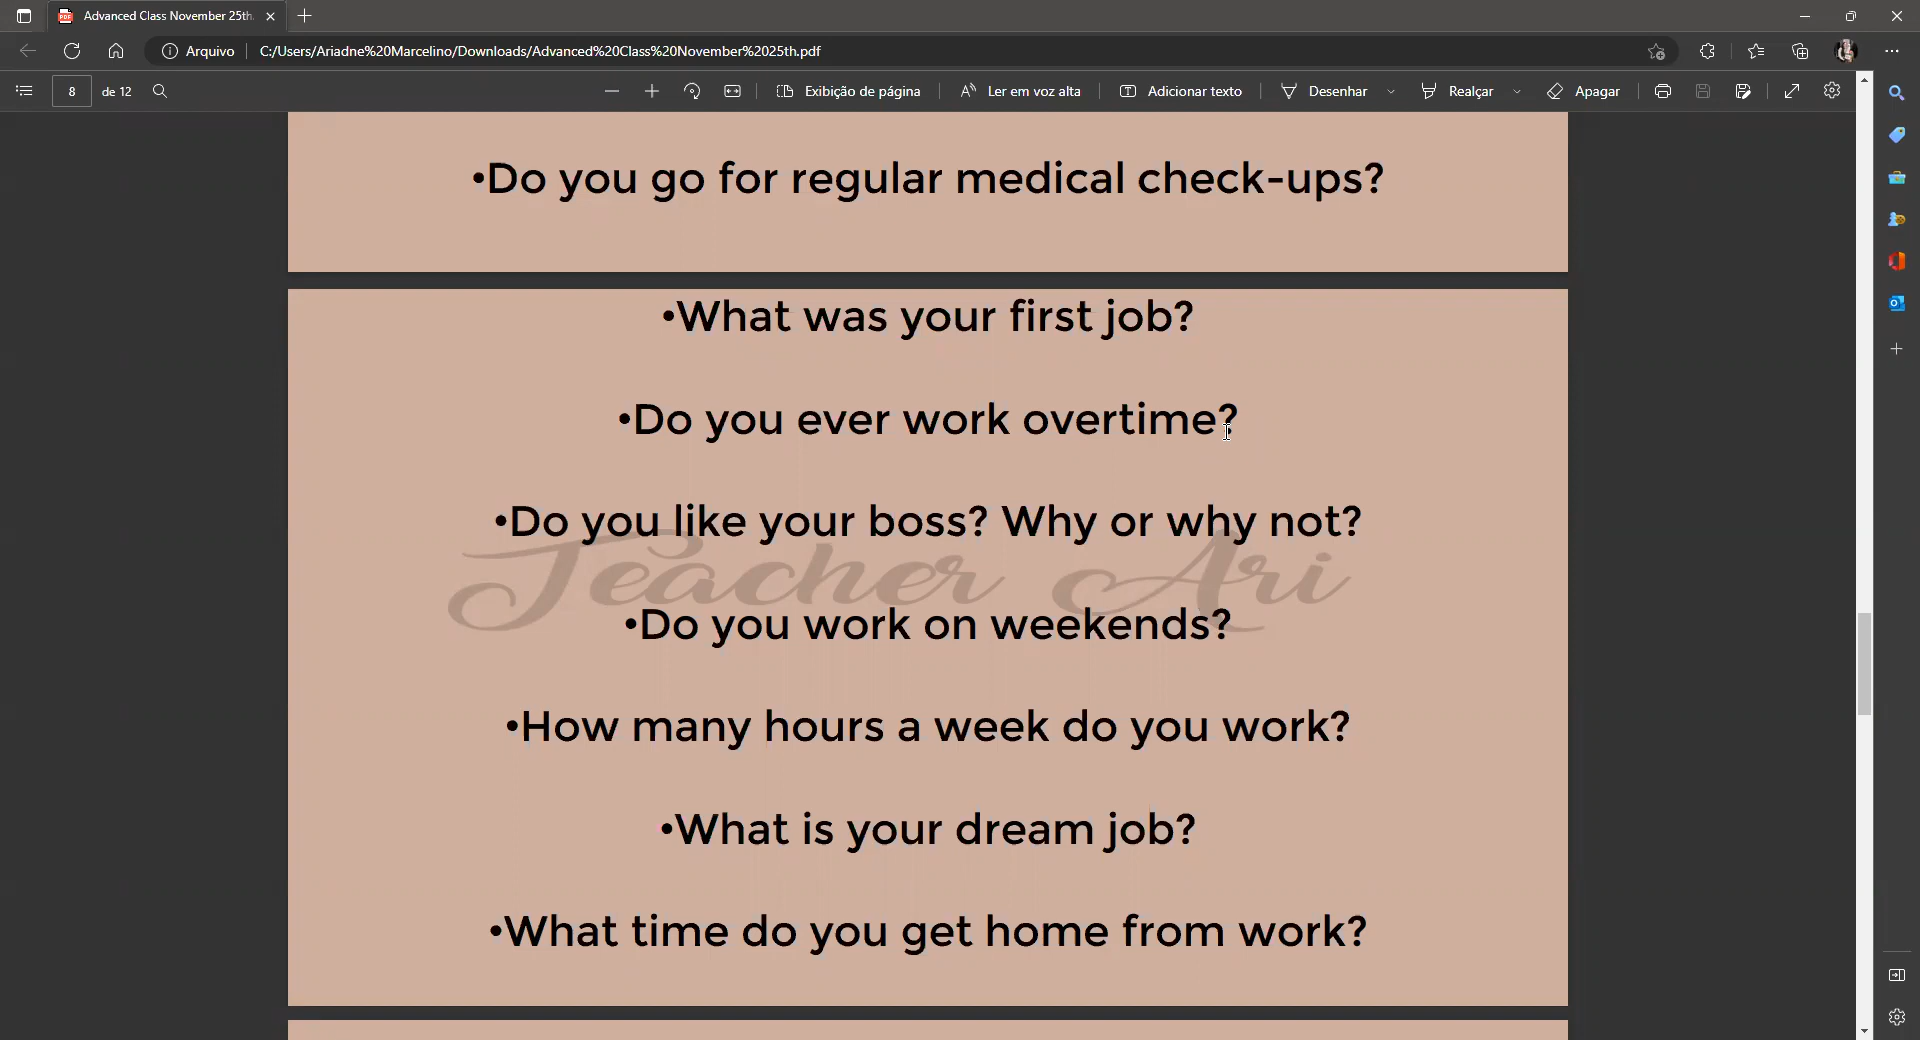 Advanced Class November 25th.
Arquivo
C:/Users/Ariadne%20Marcelino/Downloads/Advanced%20Class%20November%2025th.pdf
8 de 12
Exibição de página
Ler em voz alta
Adicionar texto
Desenhar
Realçar
Apagar
•Do you go for regular medical check-ups?
•What was your first job?
•Do you ever work overtime?
•Do you like your boss? Why or why not?
Teacher Ari
•Do you work on weekends?
•How many hours a week do you work?
•What is your dream job?
•What time do you get home from work?